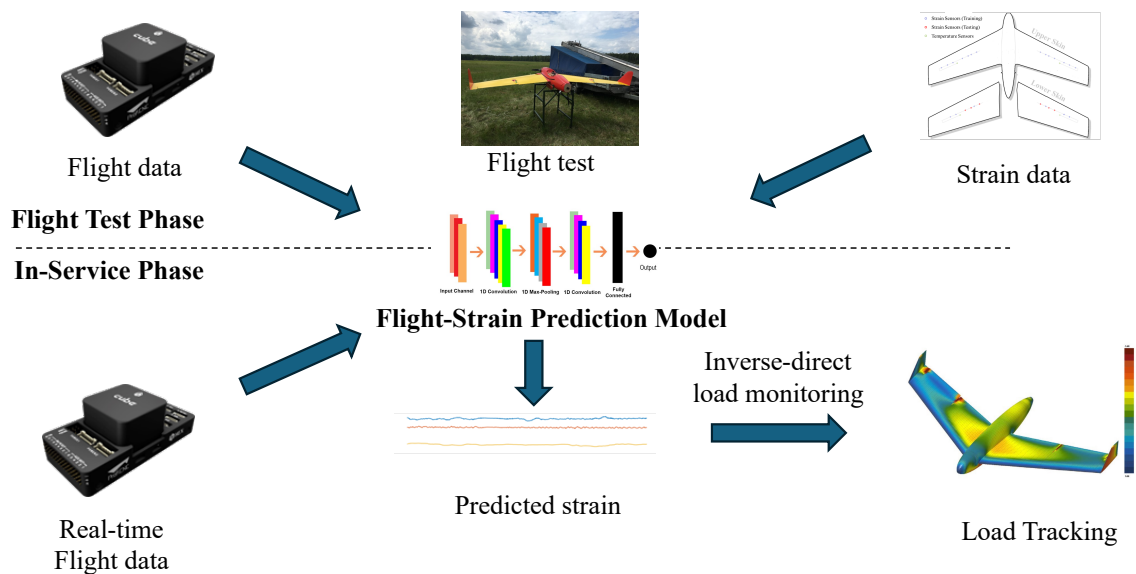 cube
Flight data
Flight test
Strain Sensors (Training)
Strain Sensors (Testing)
Temperature Sensors
Upper Skin
Lower Skin
Strain data
Flight Test Phase
In-Service Phase
Input Channel
1D Convolution
1D Max-Pooling
1D Convolution
Fully
Connected
Output
Flight-Strain Prediction Model
Inverse-direct
load monitoring
cube
Predicted strain
Real-time
Flight data
Load Tracking